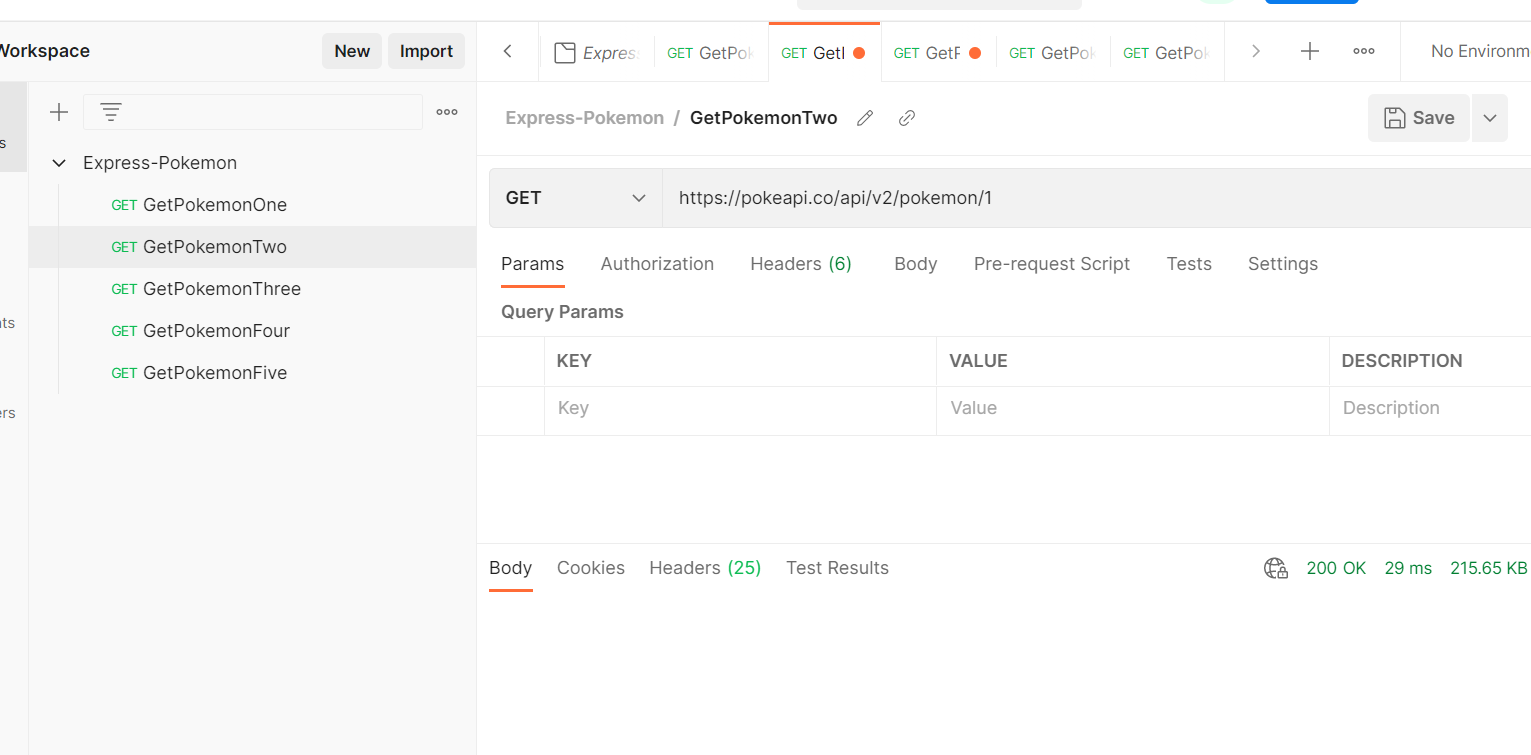 Workspace
New
Import
Expres
GET GetPok
GET GetI
GET GetF
GET GetPok
GET GetPok
No Environm
Express-Pokemon / GetPokemonTwo
Save
Express-Pokemon
GET GetPokemonOne
GET GetPokemonTwo
GET GetPokemonThree
GET GetPokemonFour
GET GetPokemonFive
s
nts
ers
GET
https://pokeapi.co/api/v2/pokemon/1
Params Authorization Headers (6) Body Pre-request Script Tests Settings
Query Params
KEY VALUE DESCRIPTION
Key Value Description
Body Cookies Headers (25) Test Results
200 OK 29 ms 215.65 KB